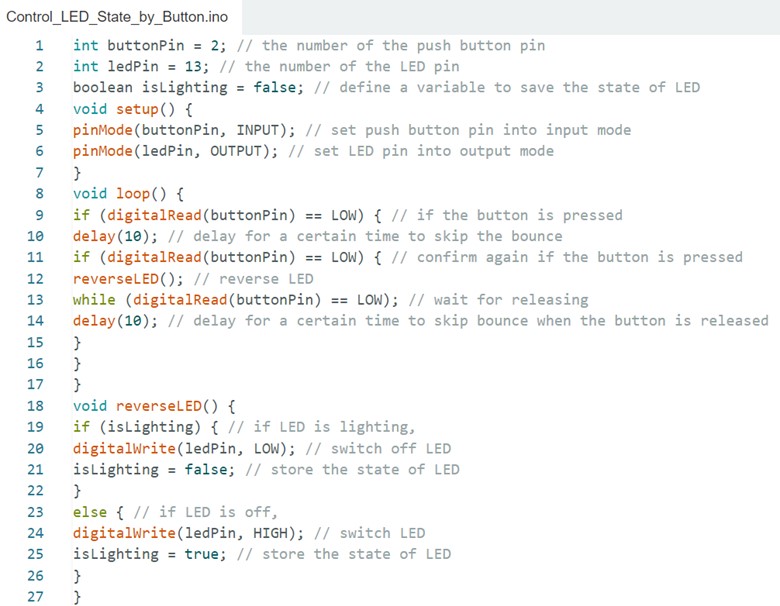 Control_LED_State_by_Button.ino
1 int buttonPin = 2; // the number of the push button pin
2 int ledPin = 13; // the number of the LED pin
3 boolean isLighting = false; // define a variable to save the state of LED
4 void setup() {
5 pinMode(buttonPin, INPUT); // set push button pin into input mode
6 pinMode(ledPin, OUTPUT); // set LED pin into output mode
7 }
8 void loop() {
9 if (digitalRead(buttonPin) == LOW) { // if the button is pressed
10 delay(10); // delay for a certain time to skip the bounce
11 if (digitalRead(buttonPin) == LOW) { // confirm again if the button is pressed
12 reverseLED(); // reverse LED
13 while (digitalRead(buttonPin) == LOW); // wait for releasing
14 delay(10); // delay for a certain time to skip bounce when the button is released
15 }
16 }
17 }
18 void reverseLED() {
19 if (isLighting) { // if LED is lighting,
20 digitalWrite(ledPin, LOW); // switch off LED
21 isLighting = false; // store the state of LED
22 }
23 else { // if LED is off,
24 digitalWrite(ledPin, HIGH); // switch LED
25 isLighting = true; // store the state of LED
26 }
27 }